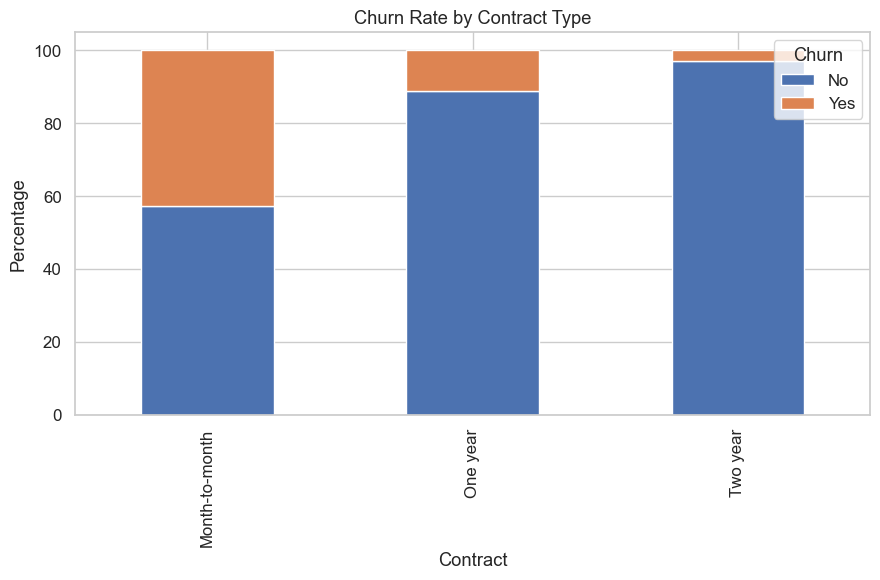 Churn Rate by Contract Type
Churn
No
Yes
Percentage
100
80
60
40
20
0
Month-to-month
One year
Two year
Contract